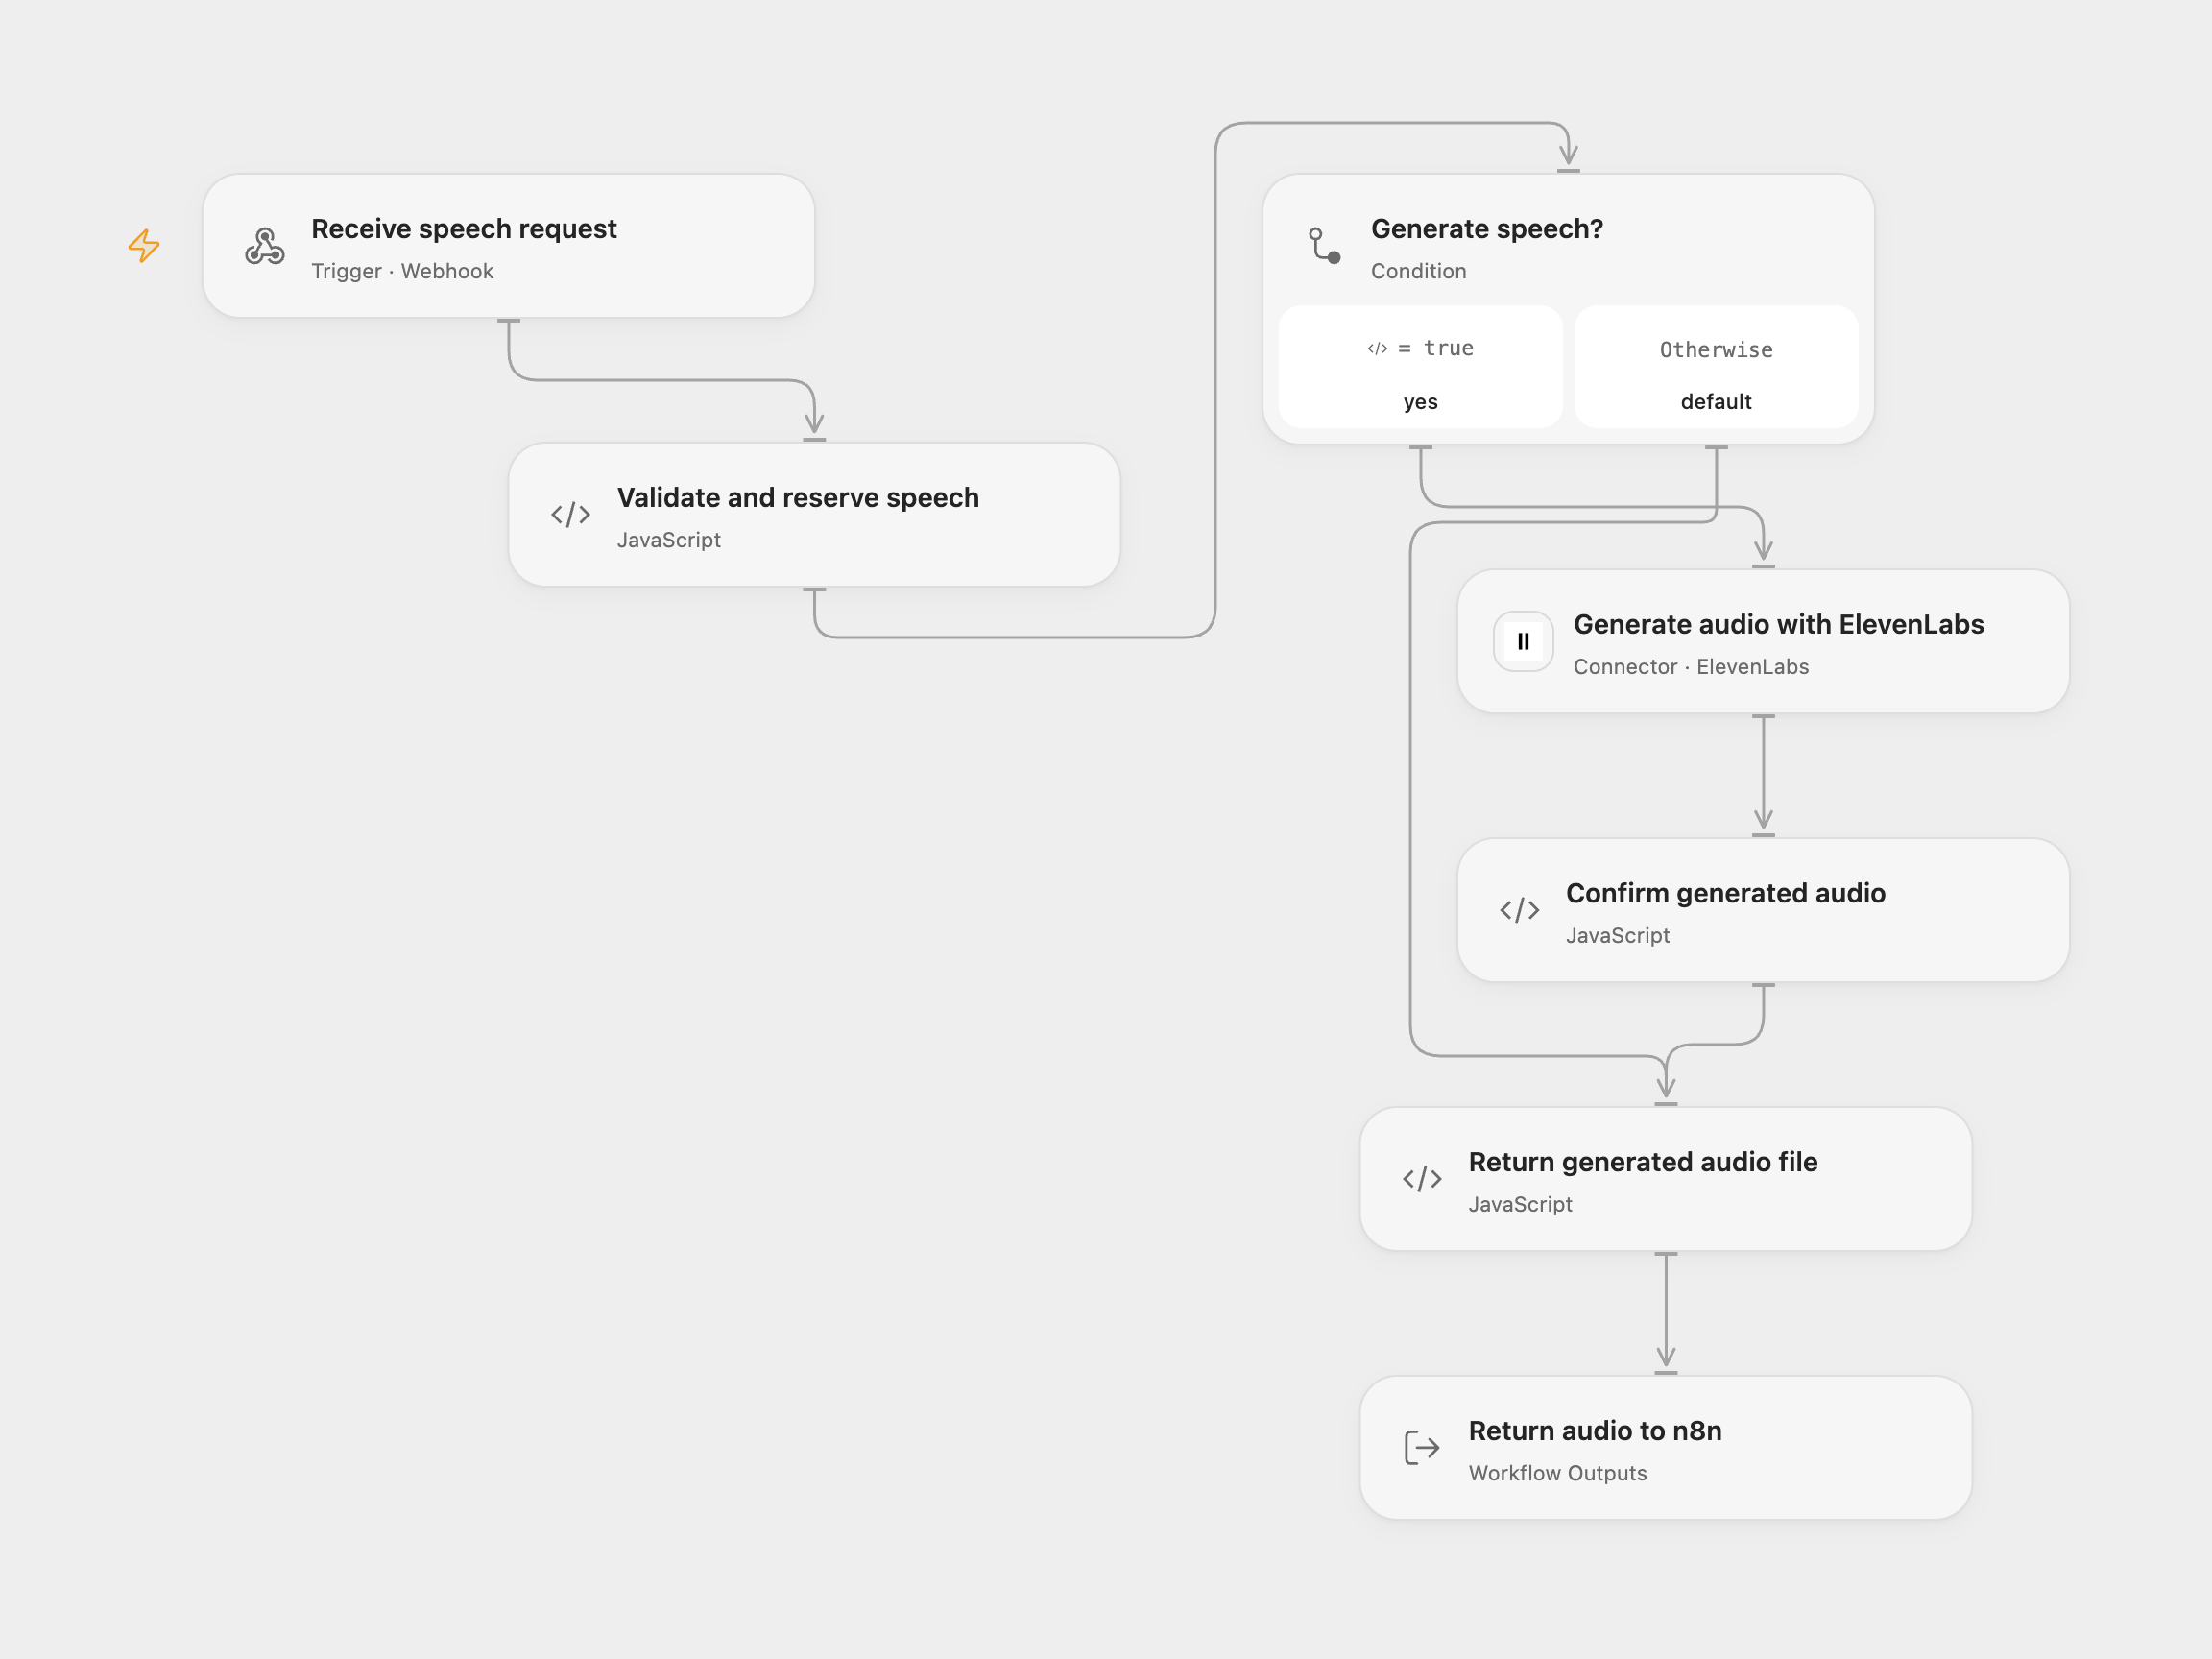 Receive speech request
Trigger · Webhook
Validate and reserve speech
JavaScript
Generate speech?
Condition
</> = true
yes
Otherwise
default
Generate audio with ElevenLabs
Connector · ElevenLabs
Confirm generated audio
JavaScript
Return generated audio file
JavaScript
Return audio to n8n
Workflow Outputs